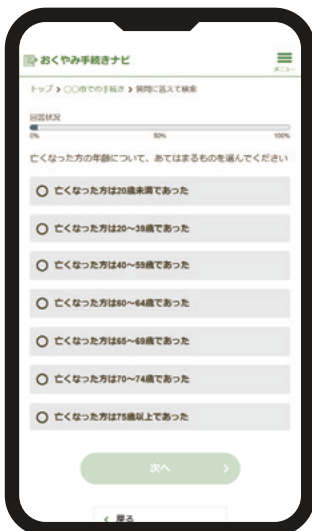 おくやみ手続きナビ
メニュー
トップ > 〇〇市での手続き > 質問に答えて検索
回答状況
0% 50% 100%
亡くなった方の年齢について、あてはまるものを選んでください
亡くなった方は20歳未満であった
亡くなった方は20～39歳であった
亡くなった方は40～59歳であった
亡くなった方は60～64歳であった
亡くなった方は65～69歳であった
亡くなった方は70～74歳であった
亡くなった方は75歳以上であった
次へ >
< 戻る